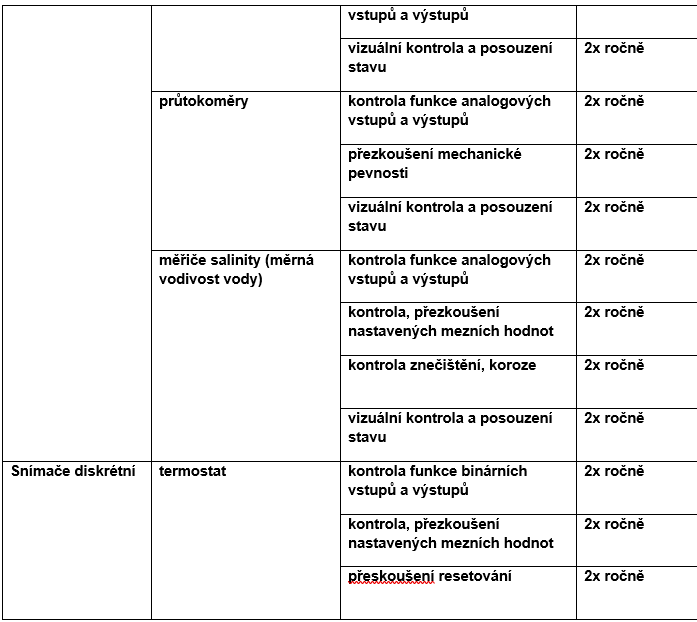 vstupů a výstupů
vizuální kontrola a posouzení 2x ročně
stavu
průtokoměry kontrola funkce analogových 2x ročně
vstupů a výstupů
přezkoušení mechanické 2x ročně
pevnosti
vizuální kontrola a posouzení 2x ročně
stavu
měřiče salinity (měrná kontrola funkce analogových 2x ročně
vodivost vody) vstupů a výstupů
kontrola, přezkoušení 2x ročně
nastavených mezních hodnot
kontrola znečištění, koroze 2x ročně
vizuální kontrola a posouzení 2x ročně
stavu
Snímače diskrétní termostat kontrola funkce binárních 2x ročně
vstupů a výstupů
kontrola, přezkoušení 2x ročně
nastavených mezních hodnot
přeskoušení resetování 2x ročně